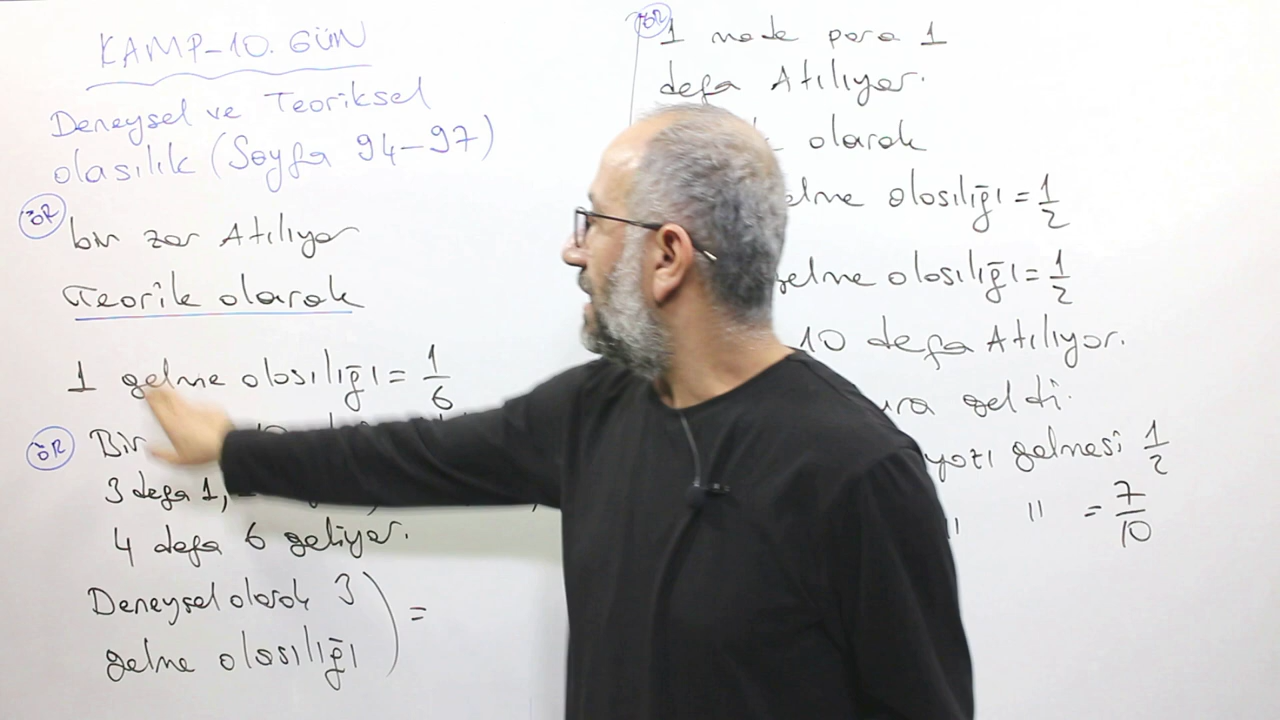 KAMP-10. GÜN
Deneysel ve Teoriksel
olasılık (Sayfa 94-97)
ÖR
bir zar Atılıyor
Teorik olarak
1 gelme olasılığı = 1/6
ÖR Bir
3 defa 1,
4 defa 6 geliyor.
Deneysel olarak 3
gelme olasılığı ) =
ÖR
1 made para 1
defa Atılıyor.
olarak
gelme olasılığı = 1/2
gelme olasılığı = 1/2
10 defa Atılıyor.
geldi.
yazı gelmesi 1/2
" " = 7/10